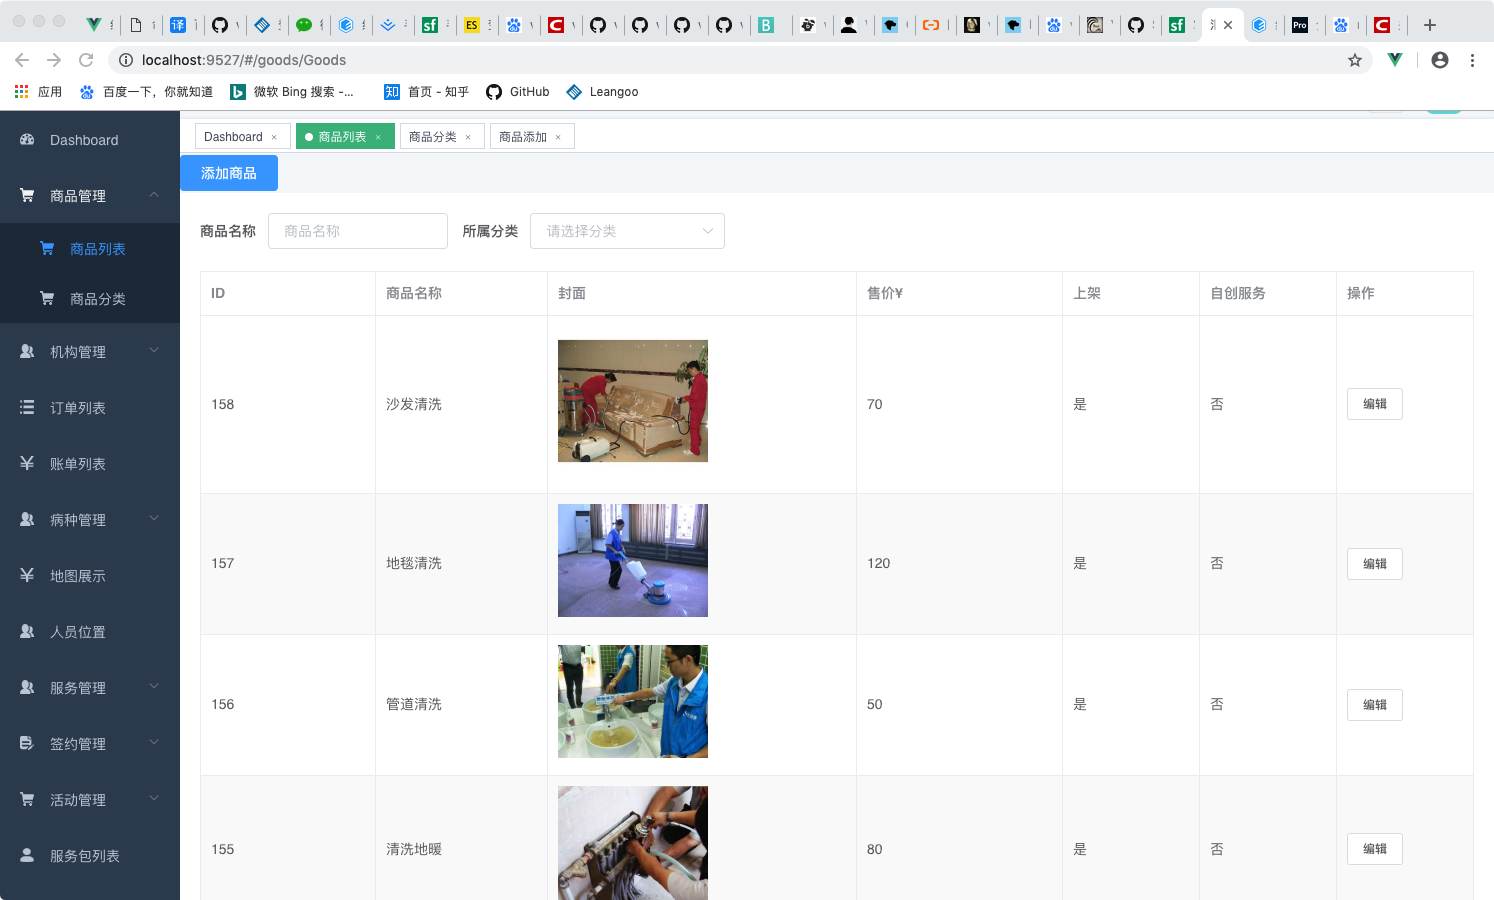 localhost:9527/#/goods/Goods
应用
百度一下，你就知道
微软 Bing 搜索 -...
知
首页 - 知乎
GitHub
Leangoo
Dashboard
商品管理
商品列表
商品分类
机构管理
订单列表
账单列表
病种管理
地图展示
人员位置
服务管理
签约管理
活动管理
服务包列表
Dashboard ×
商品列表 ×
商品分类 ×
商品添加 ×
添加商品
商品名称 商品名称 所属分类 请选择分类
ID 商品名称 封面 售价¥ 上架 自创服务 操作
158 沙发清洗 70 是 否 编辑
157 地毯清洗 120 是 否 编辑
156 管道清洗 50 是 否 编辑
155 清洗地暖 80 是 否 编辑